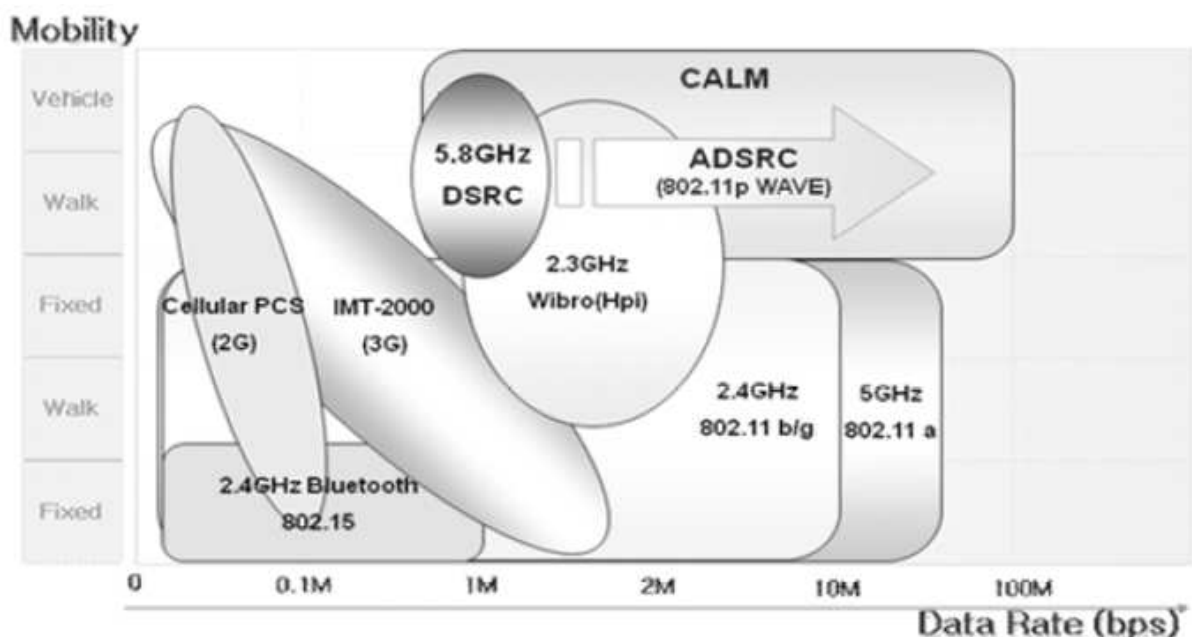 Mobility
Vehicle
Walk
Fixed
Walk
Fixed
CALM
5.8GHz
DSRC
ADSRC
(802.11p WAVE)
2.3GHz
Wibro(Hpi)
Cellular PCS
(2G)
IMT-2000
(3G)
2.4GHz
802.11 b/g
5GHz
802.11 a
2.4GHz Bluetooth
802.15
0 0.1M 1M 2M 10M 100M
Data Rate (bps)